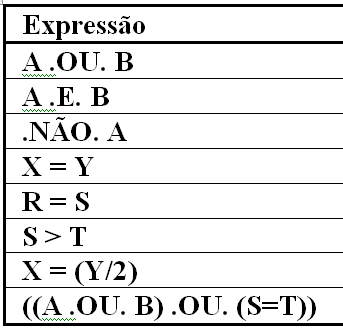 Expressão
A .OU. B
A .E. B
.NÃO. A
X = Y
R = S
S > T
X = (Y/2)
((A .OU. B) .OU. (S=T))